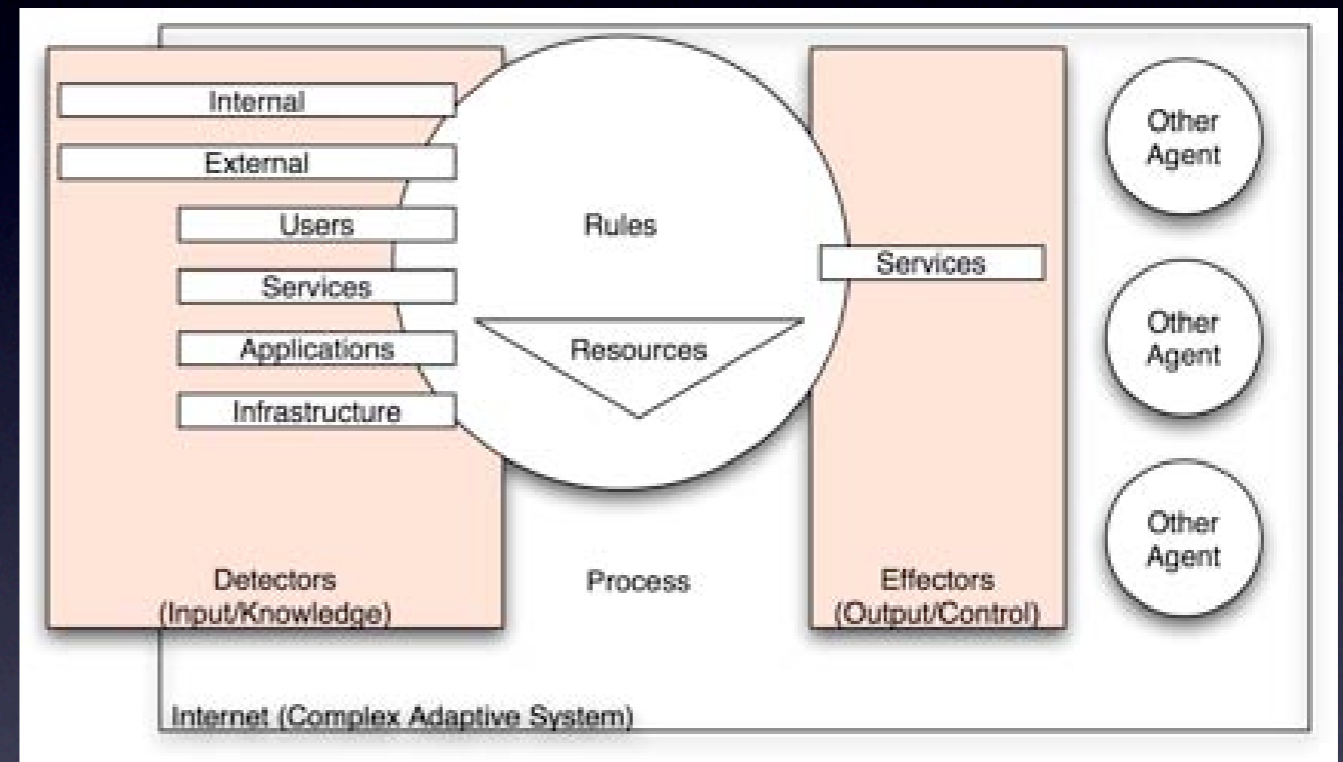 Internal
External
Users
Services
Applications
Infrastructure
Detectors
(Input/Knowledge)
Rules
Resources
Process
Services
Effectors
(Output/Control)
Other
Agent
Other
Agent
Other
Agent
Internet (Complex Adaptive System)